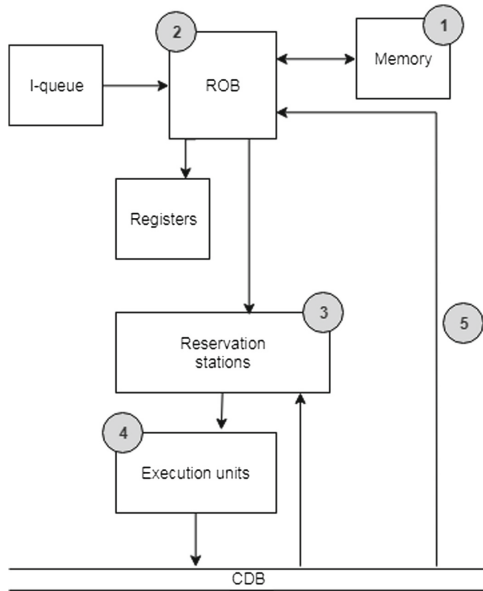 2
1
I-queue
ROB
Memory
Registers
3
5
Reservation
stations
4
Execution units
CDB